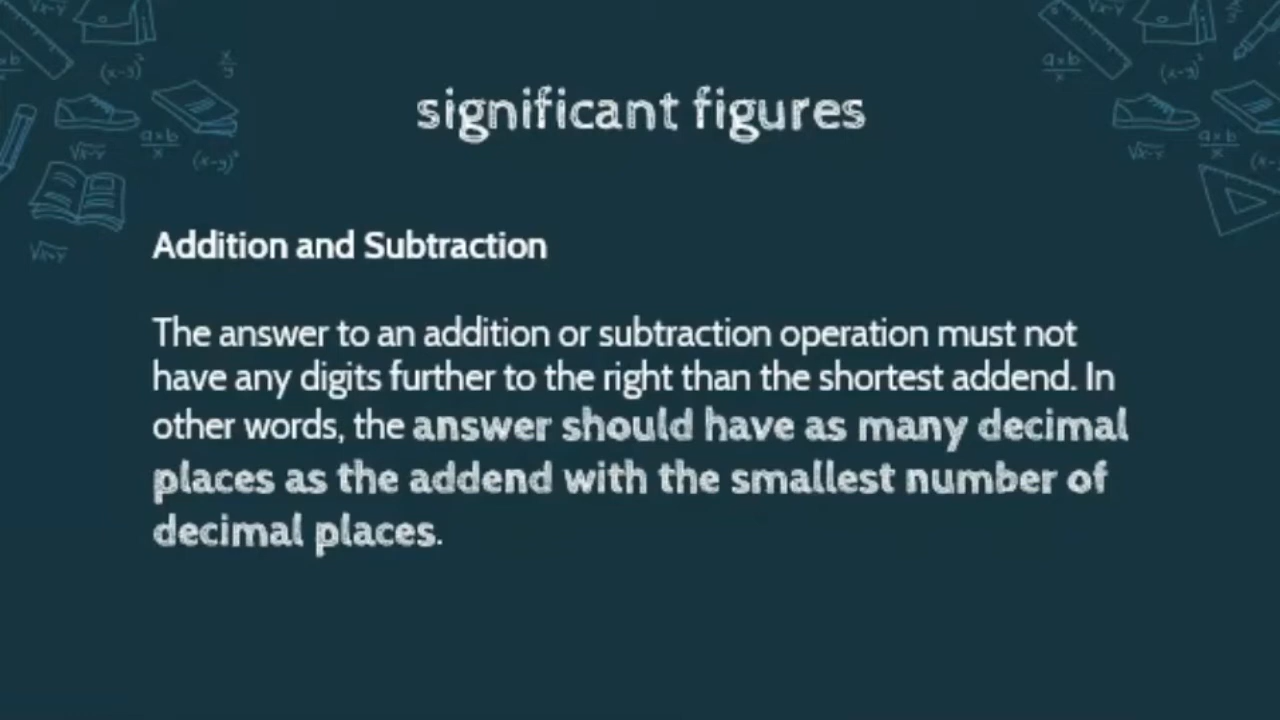 significant figures
Addition and Subtraction
The answer to an addition or subtraction operation must not
have any digits further to the right than the shortest addend. In
other words, the answer should have as many decimal
places as the addend with the smallest number of
decimal places.